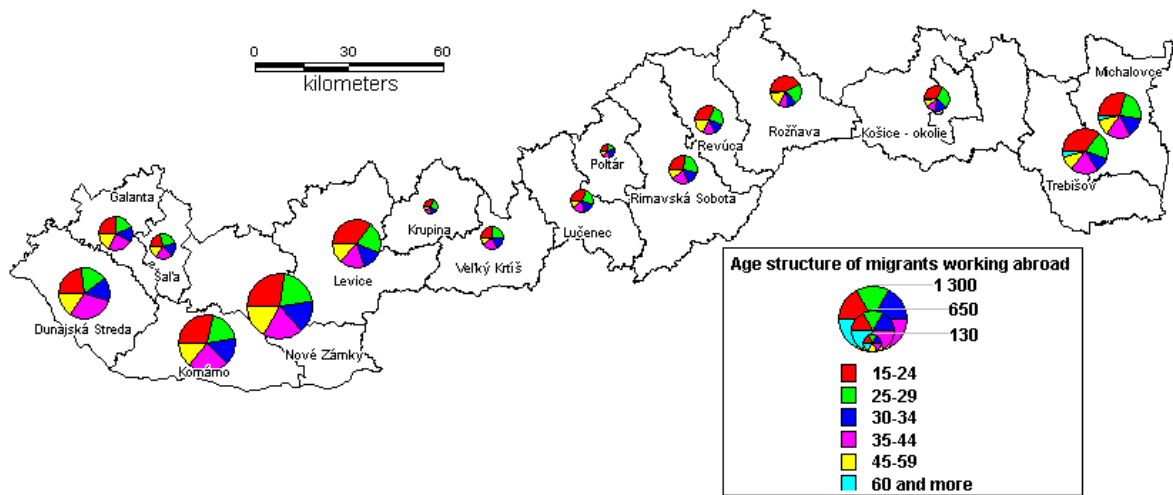 0 30 60
kilometers
Michalovce
Rožňava
Košice - okolie
Revúca
Poltár
Trebišov
Rimavská Sobota
Galanta
Krupina
Lučenec
Veľký Krtíš
Šaľa
Levice
Dunajská Streda
Nové Zámky
Komárno
Age structure of migrants working abroad
1 300
650
130
15-24
25-29
30-34
35-44
45-59
60 and more